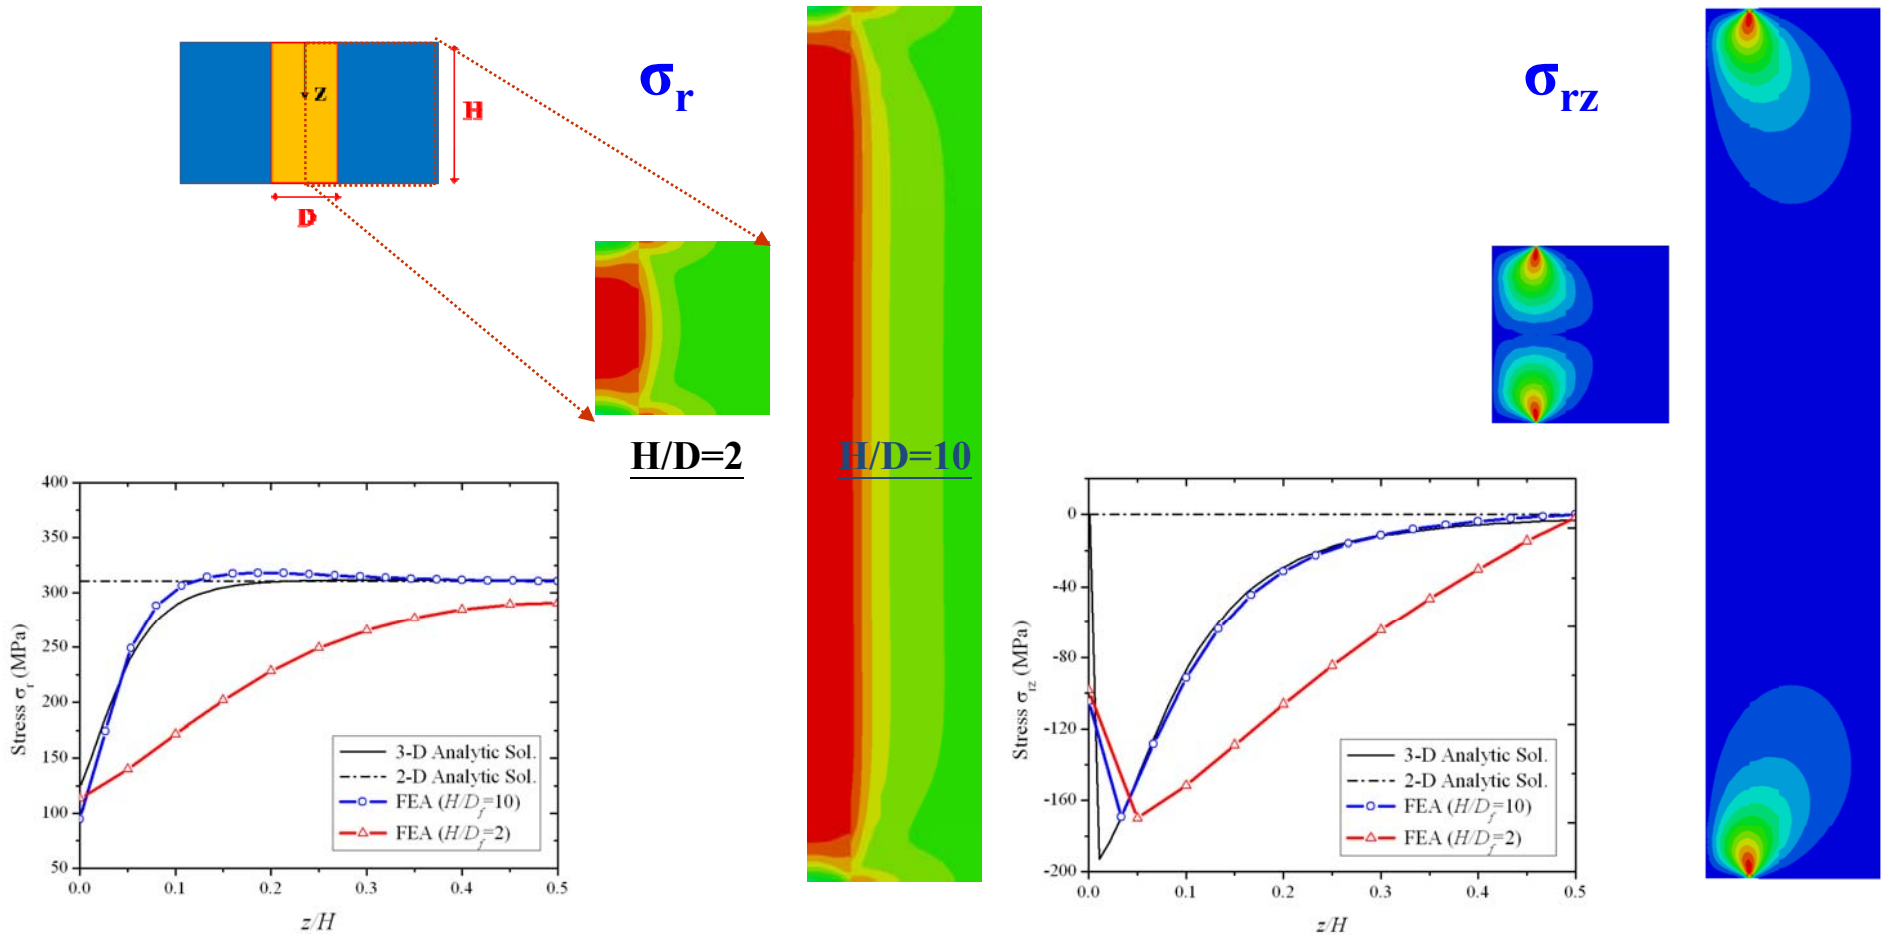 z
H
D
σr
σrz
H/D=2
H/D=10
400
350
300
250
200
150
100
50
0.0
0.1
0.2
0.3
0.4
0.5
Stress σr (MPa)
z/H
3-D Analytic Sol.
2-D Analytic Sol.
FEA (H/Df=10)
FEA (H/Df=2)
0
-40
-80
-120
-160
-200
0.0
0.1
0.2
0.3
0.4
0.5
Stress σrz (MPa)
z/H
3-D Analytic Sol.
2-D Analytic Sol.
FEA (H/Df=10)
FEA (H/Df=2)